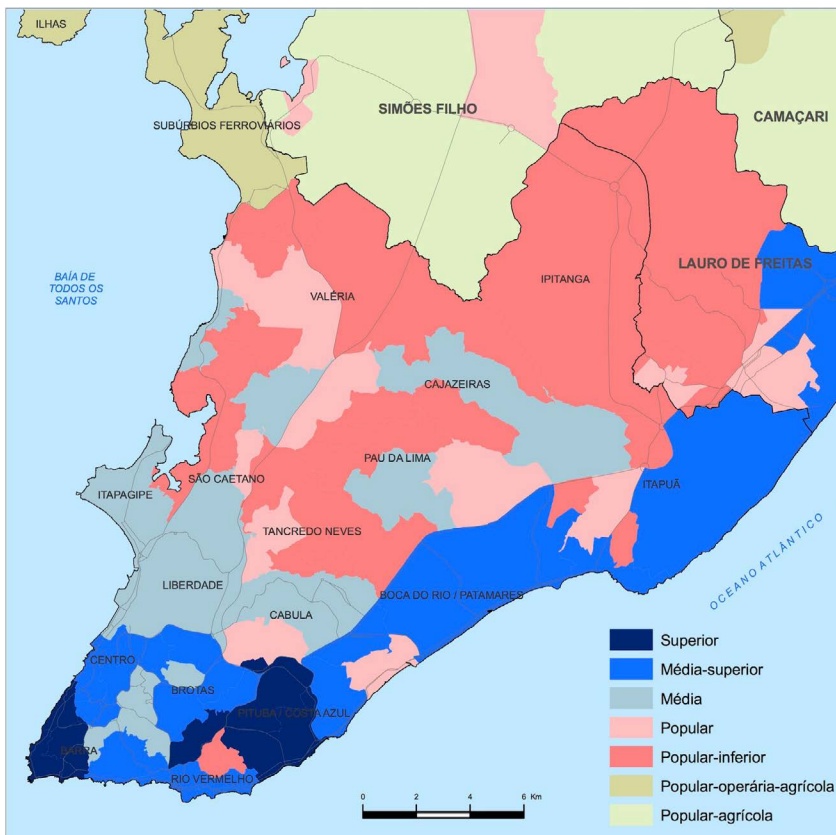 ILHAS
SUBÚRBIOS FERROVIÁRIOS
SIMÕES FILHO
CAMAÇARI
BAÍA DE
TODOS OS
SANTOS
VALÉRIA
IPITANGA
LAURO DE FREITAS
CAJAZEIRAS
PAU DA LIMA
SÃO CAETANO
ITAPAGIPE
ITAPUÃ
TANCREDO NEVES
LIBERDADE
CABULA
BOCA DO RIO / PATAMARES
OCEANO ATLÂNTICO
CENTRO
BROTAS
PITUBA / COSTA AZUL
BARRA
RIO VERMELHO
Superior
Média-superior
Média
Popular
Popular-inferior
Popular-operária-agrícola
Popular-agrícola
0 2 4 6 Km